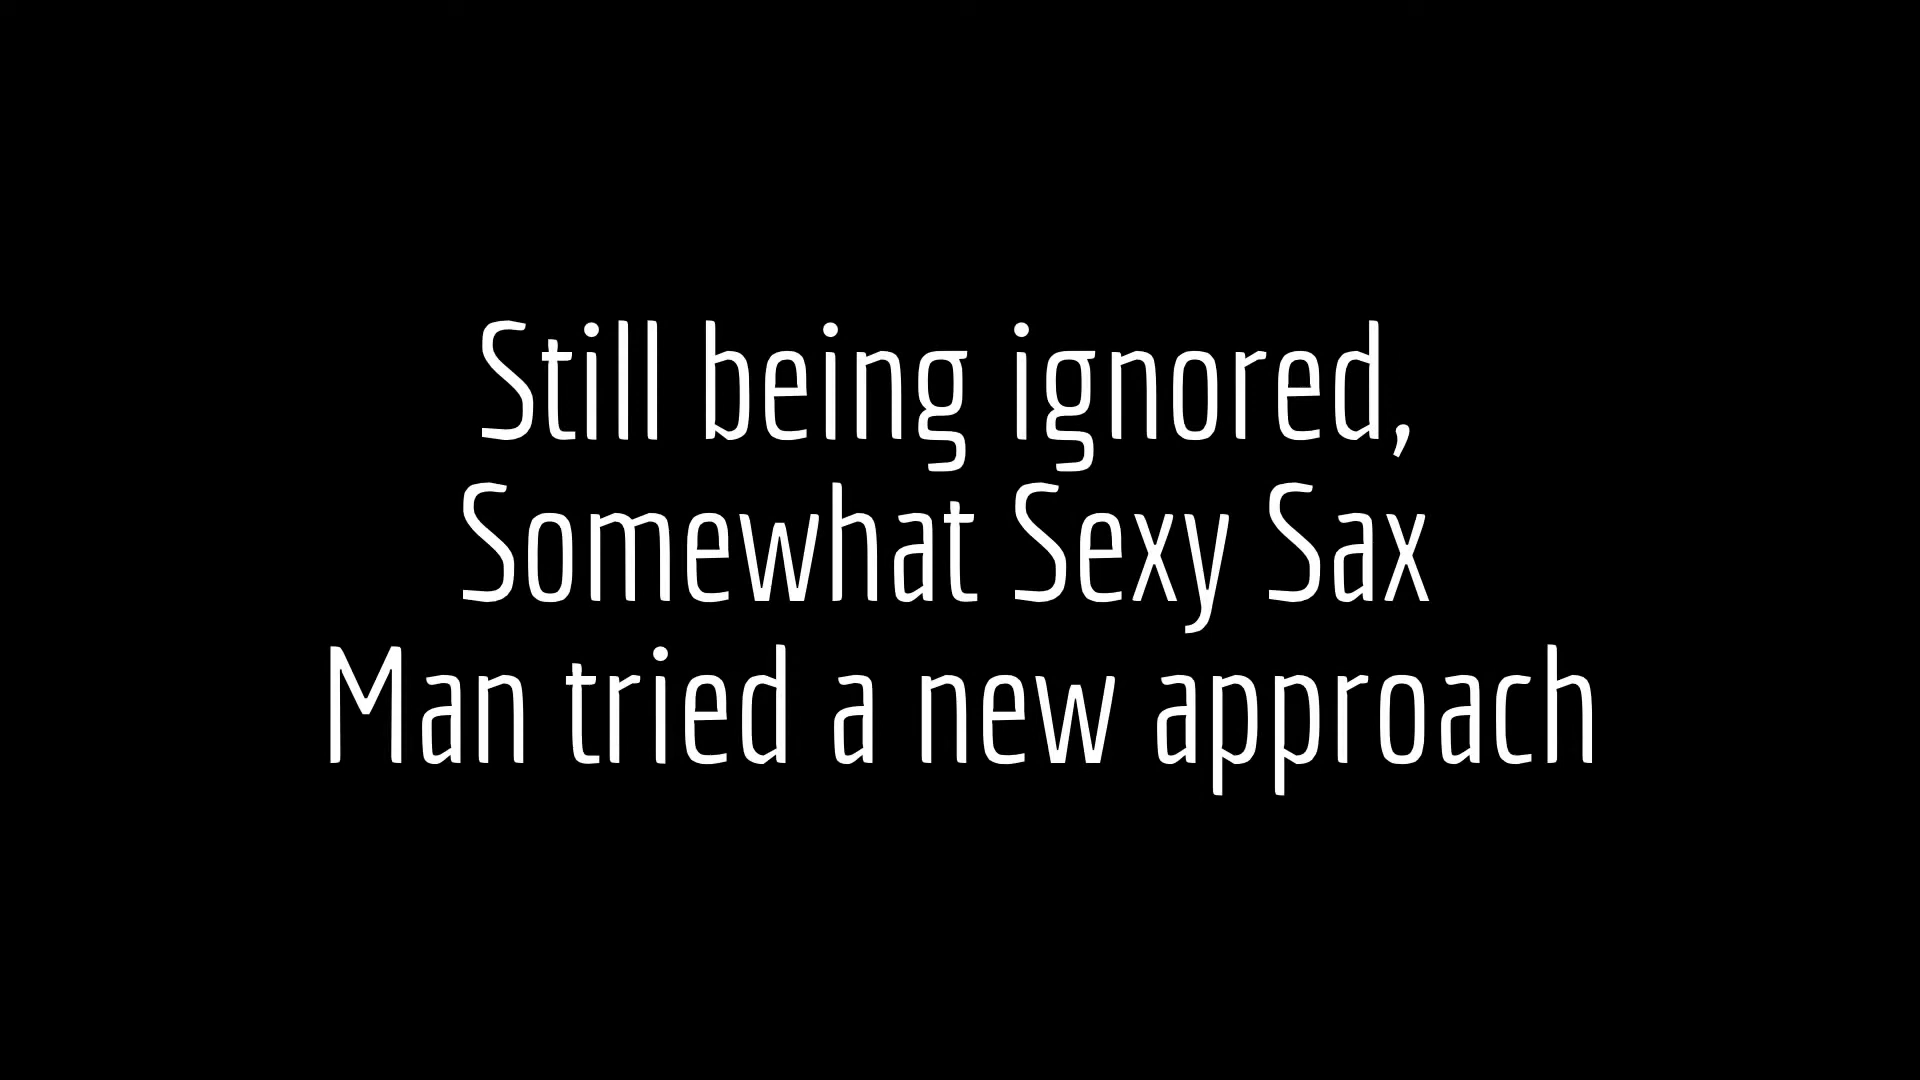 Still being ignored,
Somewhat Sexy Sax
Man tried a new approach